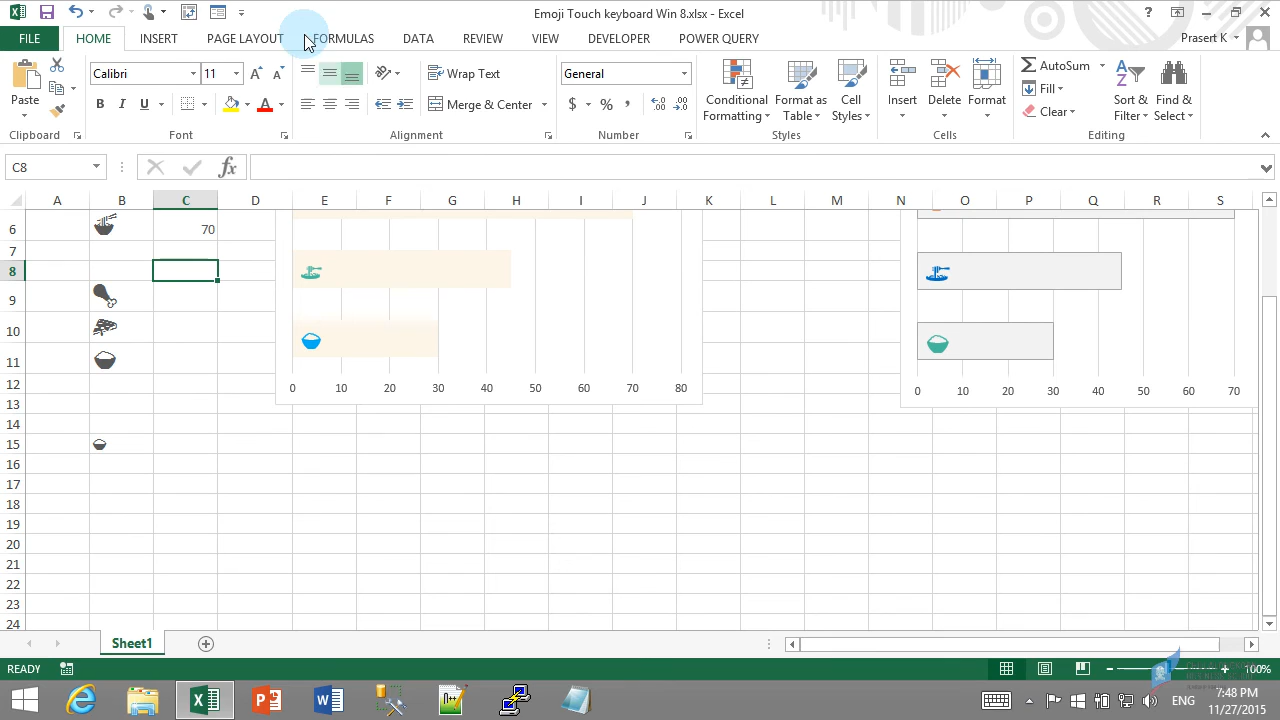 Emoji Touch keyboard Win 8.xlsx - Excel
FILE HOME INSERT PAGE LAYOUT FORMULAS DATA REVIEW VIEW DEVELOPER POWER QUERY Prasert K
Paste
Calibri 11
B I U
Wrap Text
Merge & Center
General
$ % ,
Conditional Formatting
Format as Table
Cell Styles
Insert Delete Format
AutoSum
Fill
Clear
Sort & Filter
Find & Select
Clipboard Font Alignment Number Styles Cells Editing
C8 fx
A B C D E F G H I J K L M N O P Q R S
6 70
7
8
9
10
11
12
13
14
15
16
17
18
19
20
21
22
23
24
0 10 20 30 40 50 60 70 80
0 10 20 30 40 50 60 70
Sheet1
READY 100%
ENG
7:48 PM
11/27/2015